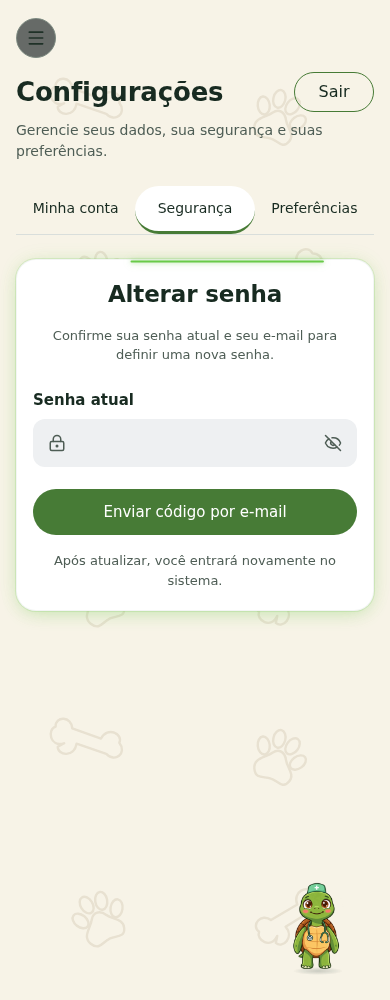 Configurações
Sair
Gerencie seus dados, sua segurança e suas
preferências.
Minha conta
Segurança
Preferências
Alterar senha
Confirme sua senha atual e seu e-mail para
definir uma nova senha.
Senha atual
Enviar código por e-mail
Após atualizar, você entrará novamente no
sistema.